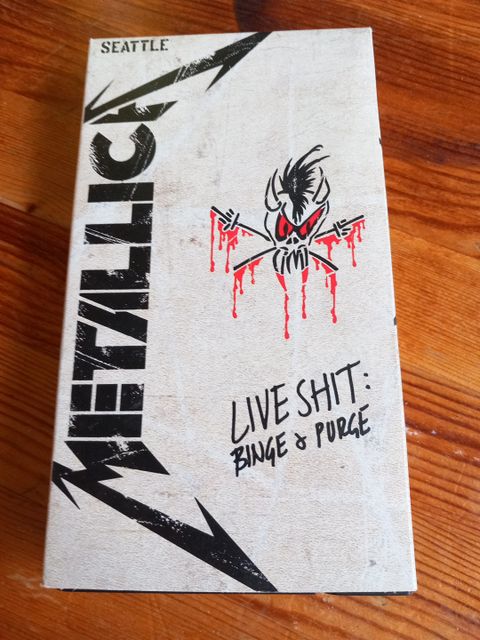 SEATTLE
METALLICA
LIVE SHIT:
BINGE & PURGE